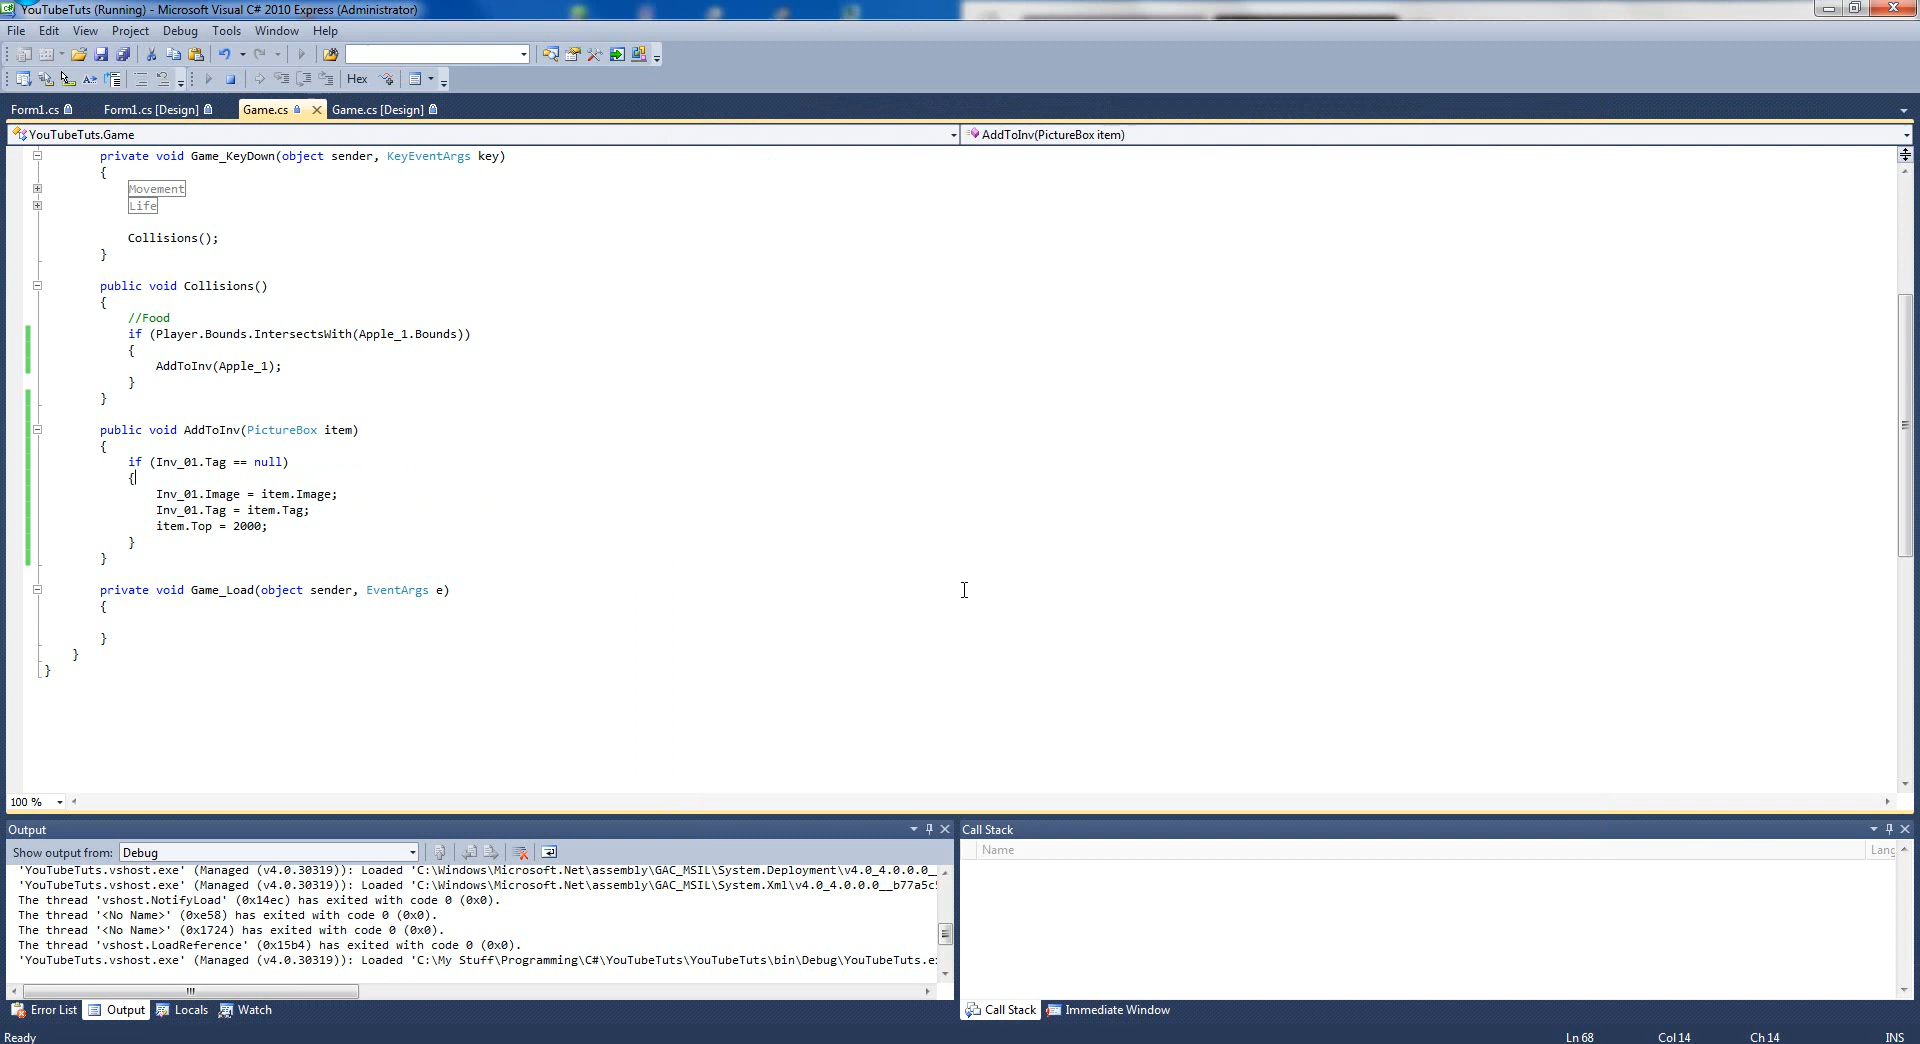 YouTubeTuts (Running) - Microsoft Visual C# 2010 Express (Administrator)
File Edit View Project Debug Tools Window Help
Hex
Form1.cs Form1.cs [Design] Game.cs Game.cs [Design]
YouTubeTuts.Game AddToInv(PictureBox item)
private void Game_KeyDown(object sender, KeyEventArgs key)
{
Movement
Life
Collisions();
}
public void Collisions()
{
//Food
if (Player.Bounds.IntersectsWith(Apple_1.Bounds))
{
AddToInv(Apple_1);
}
}
public void AddToInv(PictureBox item)
{
if (Inv_01.Tag == null)
{
Inv_01.Image = item.Image;
Inv_01.Tag = item.Tag;
item.Top = 2000;
}
}
private void Game_Load(object sender, EventArgs e)
{
}
}
}
100 %
Output Call Stack
Show output from: Debug Name Lang
'YouTubeTuts.vshost.exe' (Managed (v4.0.30319)): Loaded 'C:\Windows\Microsoft.Net\assembly\GAC_MSIL\System.Deployment\v4.0_4.0.0.0__
'YouTubeTuts.vshost.exe' (Managed (v4.0.30319)): Loaded 'C:\Windows\Microsoft.Net\assembly\GAC_MSIL\System.Xml\v4.0_4.0.0.0__b77a5c5
The thread 'vshost.NotifyLoad' (0x14ec) has exited with code 0 (0x0).
The thread '<No Name>' (0xe58) has exited with code 0 (0x0).
The thread '<No Name>' (0x1724) has exited with code 0 (0x0).
The thread 'vshost.LoadReference' (0x15b4) has exited with code 0 (0x0).
'YouTubeTuts.vshost.exe' (Managed (v4.0.30319)): Loaded 'C:\My Stuff\Programming\C#\YouTubeTuts\YouTubeTuts\bin\Debug\YouTubeTuts.e
Error List Output Locals Watch Call Stack Immediate Window
Ready Ln 68 Col 14 Ch 14 INS